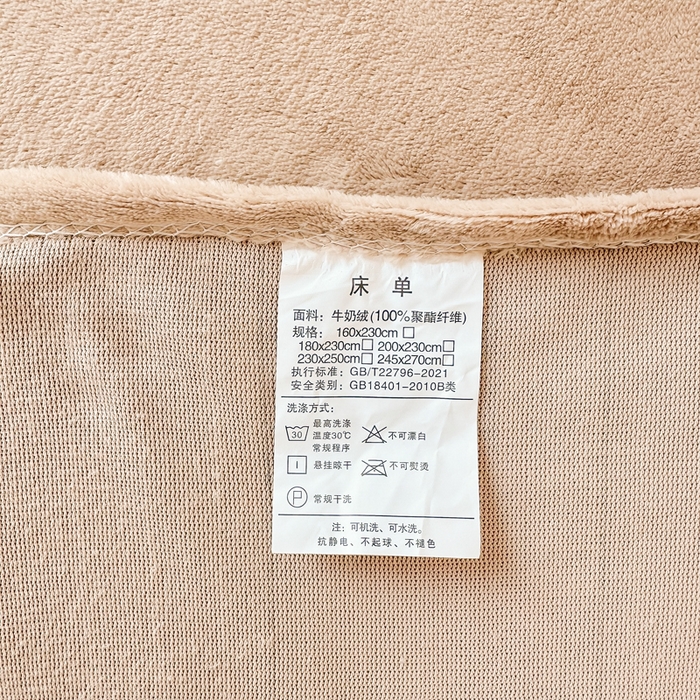 床 单
面料：牛奶绒(100%聚酯纤维)
规格： 160x230cm □
180x230cm□ 200x230cm□
230x250cm□ 245x270cm□
执行标准：GB/T22796-2021
安全类别：GB18401-2010B类
洗涤方式：
30 最高洗涤温度30℃常规程序 不可漂白
悬挂晾干 不可熨烫
P 常规干洗
注：可机洗、可水洗。
抗静电、不起球、不褪色